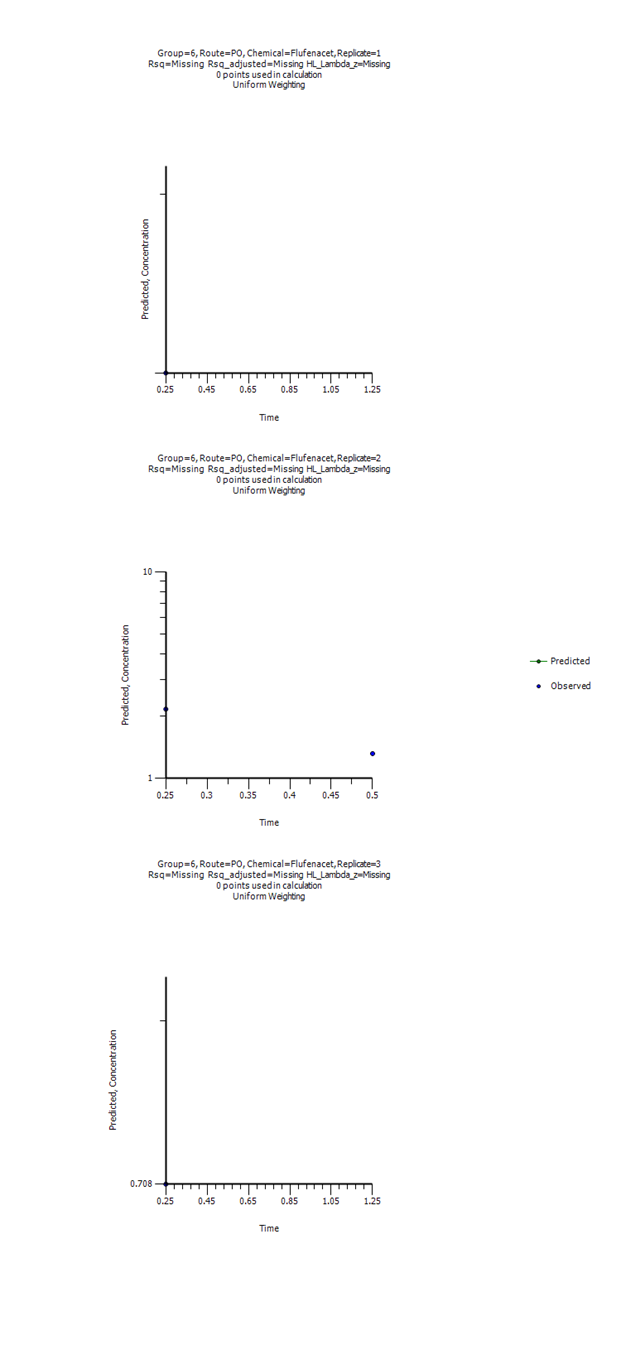 Group=6, Route=PO, Chemical=Flufenacet, Replicate=1
Rsq=Missing Rsq_adjusted=Missing HL_Lambda_z=Missing
0 points used in calculation
Uniform Weighting
Predicted, Concentration
0.25 0.45 0.65 0.85 1.05 1.25
Time
Group=6, Route=PO, Chemical=Flufenacet, Replicate=2
Rsq=Missing Rsq_adjusted=Missing HL_Lambda_z=Missing
0 points used in calculation
Uniform Weighting
10
Predicted, Concentration
1
0.25 0.3 0.35 0.4 0.45 0.5
Time
Predicted
Observed
Group=6, Route=PO, Chemical=Flufenacet, Replicate=3
Rsq=Missing Rsq_adjusted=Missing HL_Lambda_z=Missing
0 points used in calculation
Uniform Weighting
Predicted, Concentration
0.708
0.25 0.45 0.65 0.85 1.05 1.25
Time